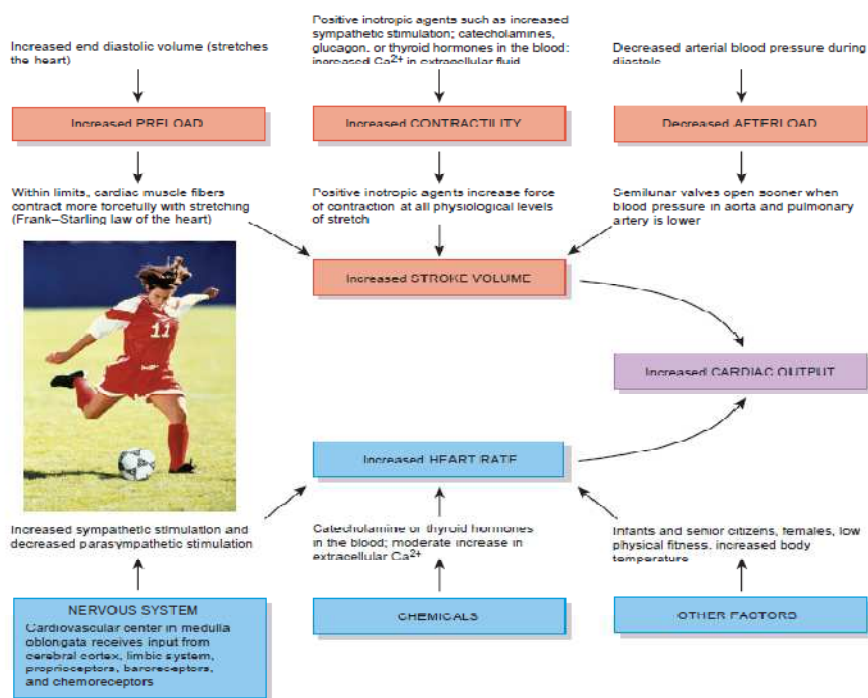 Increased end diastolic volume (stretches
the heart)
Positive inotropic agents such as increased
sympathetic stimulation; catecholamines,
glucagon, or thyroid hormones in the blood;
increased Ca2+ in extracellular fluid
Decreased arterial blood pressure during
diastole
Increased PRELOAD
Increased CONTRACTILITY
Decreased AFTERLOAD
Within limits, cardiac muscle fibers
contract more forcefully with stretching
(Frank–Starling law of the heart)
Positive inotropic agents increase force
of contraction at all physiological levels
of stretch
Semilunar valves open sooner when
blood pressure in aorta and pulmonary
artery is lower
Increased STROKE VOLUME
11
Increased CARDIAC OUTPUT
Increased HEART RATE
Increased sympathetic stimulation and
decreased parasympathetic stimulation
Catecholamine or thyroid hormones
in the blood; moderate increase in
extracellular Ca2+
Infants and senior citizens, females, low
physical fitness, increased body
temperature
NERVOUS SYSTEM
Cardiovascular center in medulla
oblongata receives input from
cerebral cortex, limbic system,
proprioceptors, baroreceptors,
and chemoreceptors
CHEMICALS
OTHER FACTORS